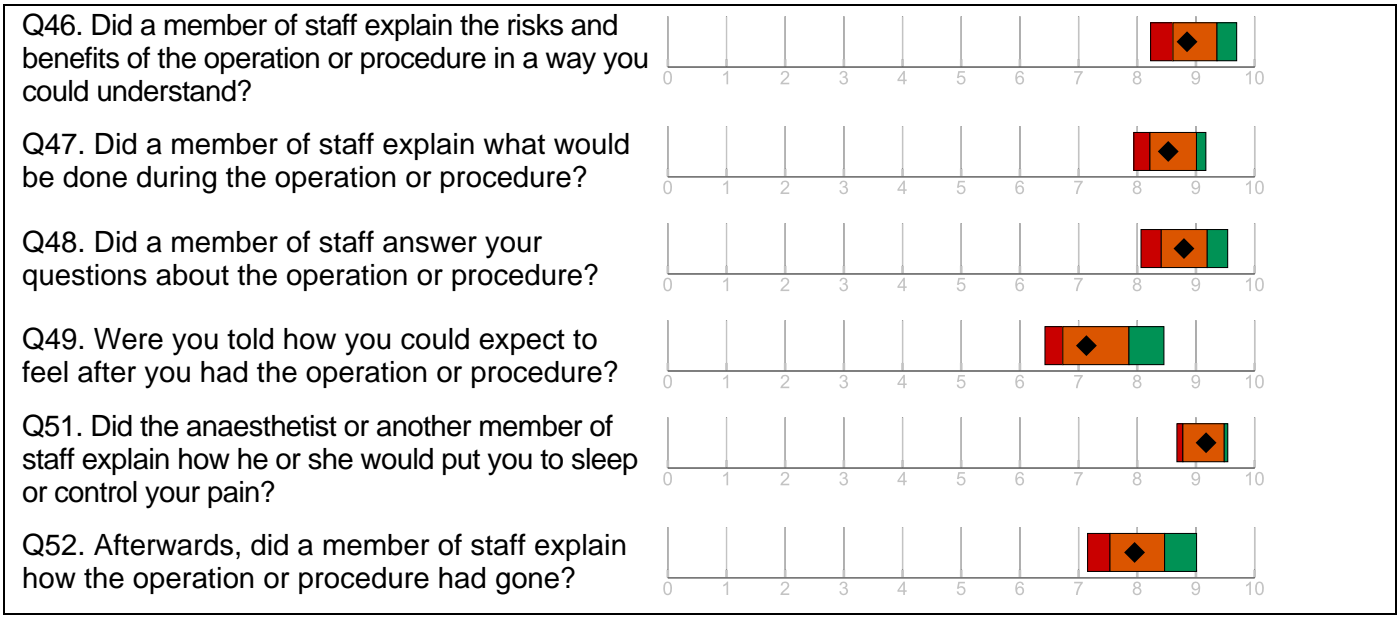 Q46. Did a member of staff explain the risks and
benefits of the operation or procedure in a way you
could understand?
0 1 2 3 4 5 6 7 8 9 10
Q47. Did a member of staff explain what would
be done during the operation or procedure?
0 1 2 3 4 5 6 7 8 9 10
Q48. Did a member of staff answer your
questions about the operation or procedure?
0 1 2 3 4 5 6 7 8 9 10
Q49. Were you told how you could expect to
feel after you had the operation or procedure?
0 1 2 3 4 5 6 7 8 9 10
Q51. Did the anaesthetist or another member of
staff explain how he or she would put you to sleep
or control your pain?
0 1 2 3 4 5 6 7 8 9 10
Q52. Afterwards, did a member of staff explain
how the operation or procedure had gone?
0 1 2 3 4 5 6 7 8 9 10